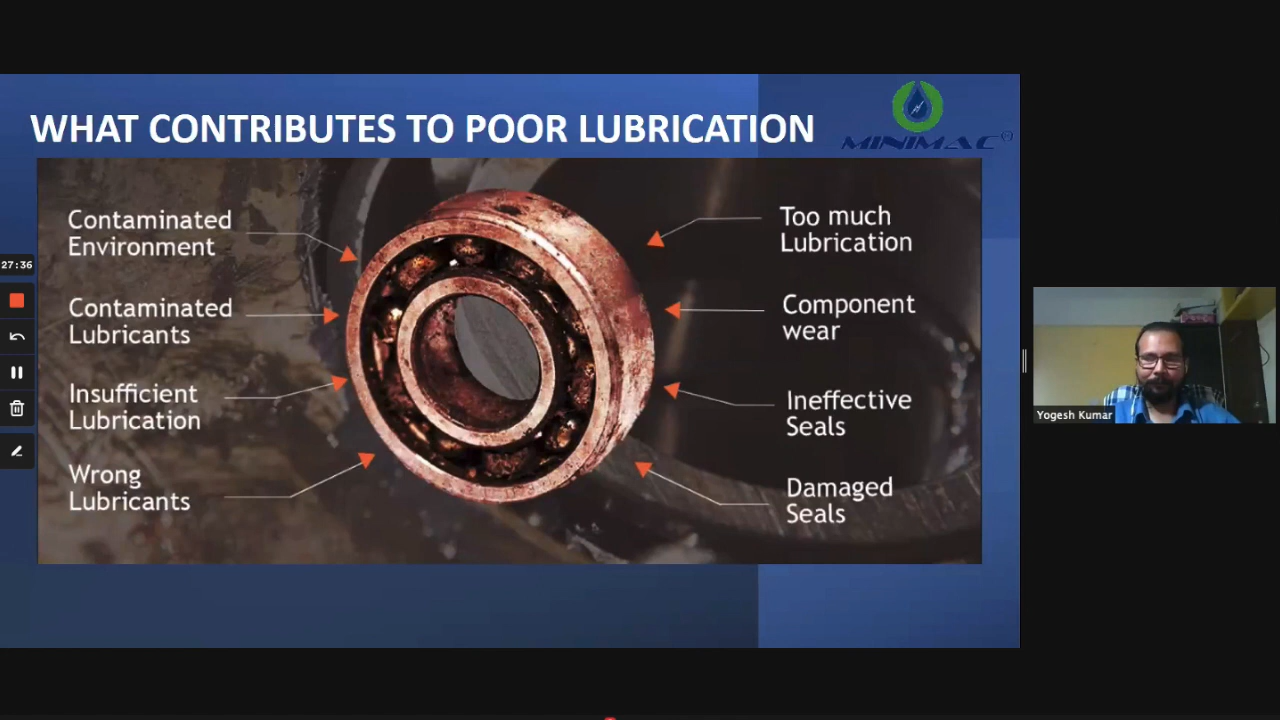 WHAT CONTRIBUTES TO POOR LUBRICATION
MINIMAC
Contaminated
Environment
Contaminated
Lubricants
Insufficient
Lubrication
Wrong
Lubricants
Too much
Lubrication
Component
wear
Ineffective
Seals
Damaged
Seals
27:36
Yogesh Kumar